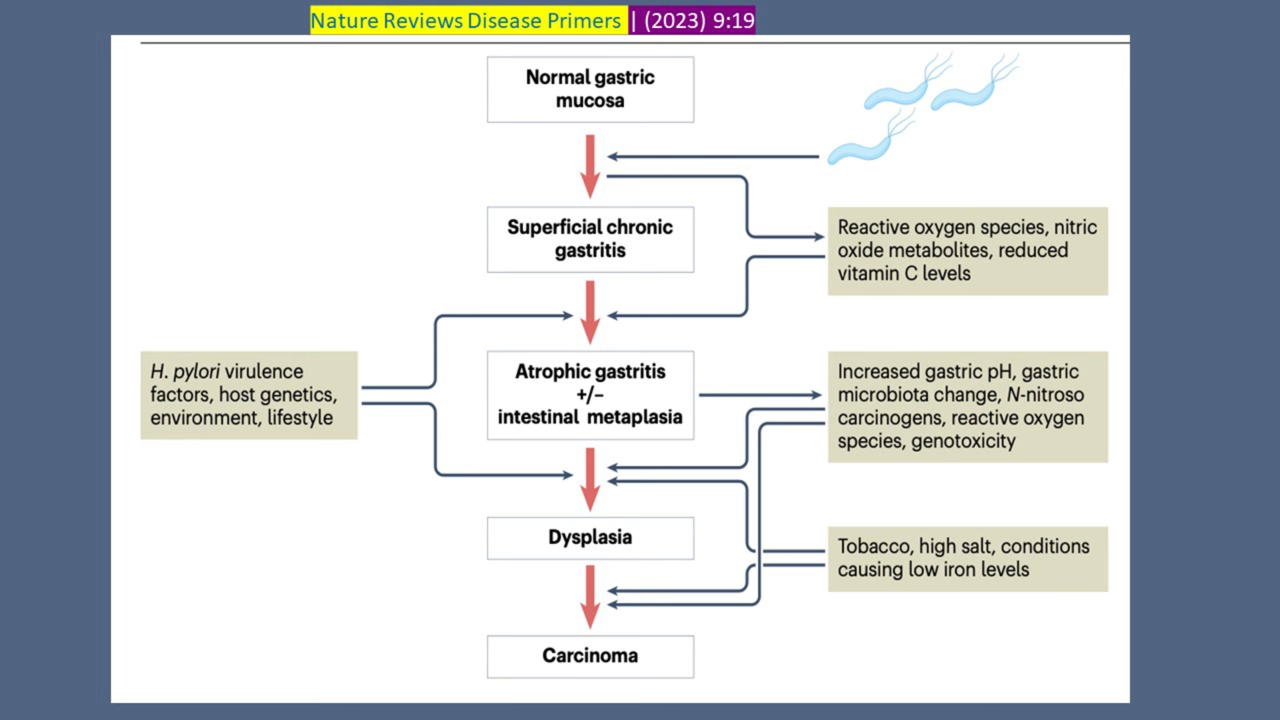 Nature Reviews Disease Primers | (2023) 9:19
Normal gastric
mucosa
Superficial chronic
gastritis
Reactive oxygen species, nitric
oxide metabolites, reduced
vitamin C levels
H. pylori virulence
factors, host genetics,
environment, lifestyle
Atrophic gastritis
+/−
intestinal metaplasia
Increased gastric pH, gastric
microbiota change, N-nitroso
carcinogens, reactive oxygen
species, genotoxicity
Dysplasia
Tobacco, high salt, conditions
causing low iron levels
Carcinoma